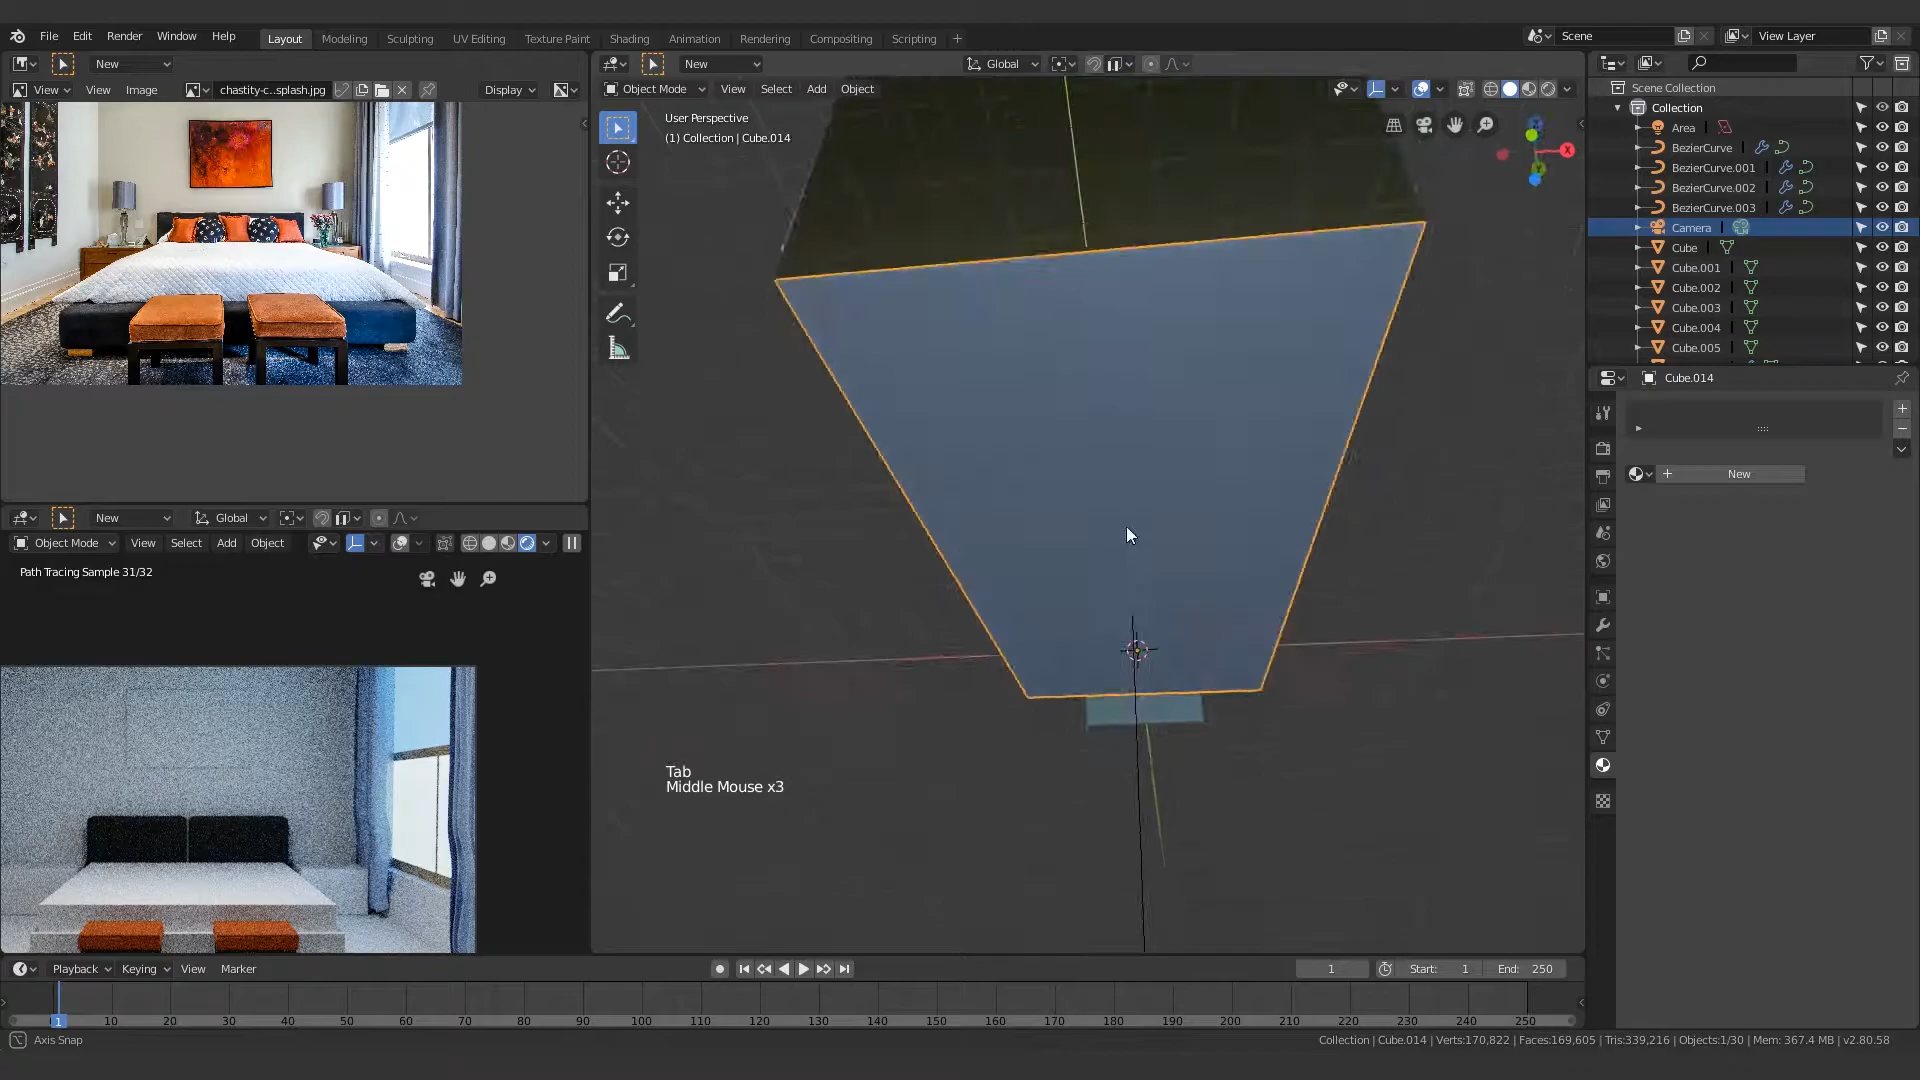 File Edit Render Window Help
Layout Modeling Sculpting UV Editing Texture Paint Shading Animation Rendering Compositing Scripting +
Scene
View Layer
New
View View Image chastity-c..splash.jpg Display
New Global
Object Mode View Select Add Object
User Perspective
(1) Collection | Cube.014
X
Tab
Middle Mouse x3
New Global
Object Mode View Select Add Object
Path Tracing Sample 31/32
Scene Collection
Collection
Area
BezierCurve
BezierCurve.001
BezierCurve.002
BezierCurve.003
Camera
Cube
Cube.001
Cube.002
Cube.003
Cube.004
Cube.005
Cube.014
+ New
Playback Keying View Marker
1 Start: 1 End: 250
1 10 20 30 40 50 60 70 80 90 100 110 120 130 140 150 160 170 180 190 200 210 220 230 240 250
Axis Snap
Collection | Cube.014 | Verts:170,822 | Faces:169,605 | Tris:339,216 | Objects:1/30 | Mem: 367.4 MB | v2.80.58